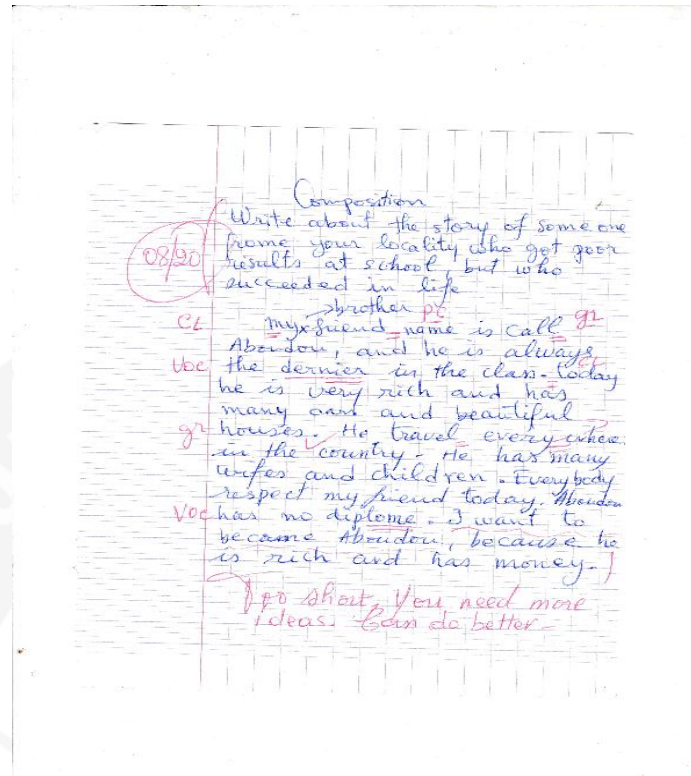 Composition
Write about the story of some one
frome your locality who got poor
08/20 results at school but who
succeeded in life
>brother pt
CL my friend name is call gr
Aboudou, and he is always
Voc the dernier in the class. today
he is very rich and has
many cars and beautiful
gr houses. He travel every where
in the country. He has many
wifes and children. Everybody
respect my friend today. Aboudou
Voc has no diplome. I want to
became Aboudou, because he
is rich and has money.
Too short, You need more
ideas. Can do better